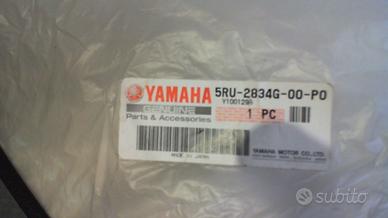 YAMAHA
GENUINE
Parts & Accessories
5RU-2834G-00-P0
Y1001298
1 PC
MADE IN JAPAN
YAMAHA MOTOR CO.,LTD.
subito